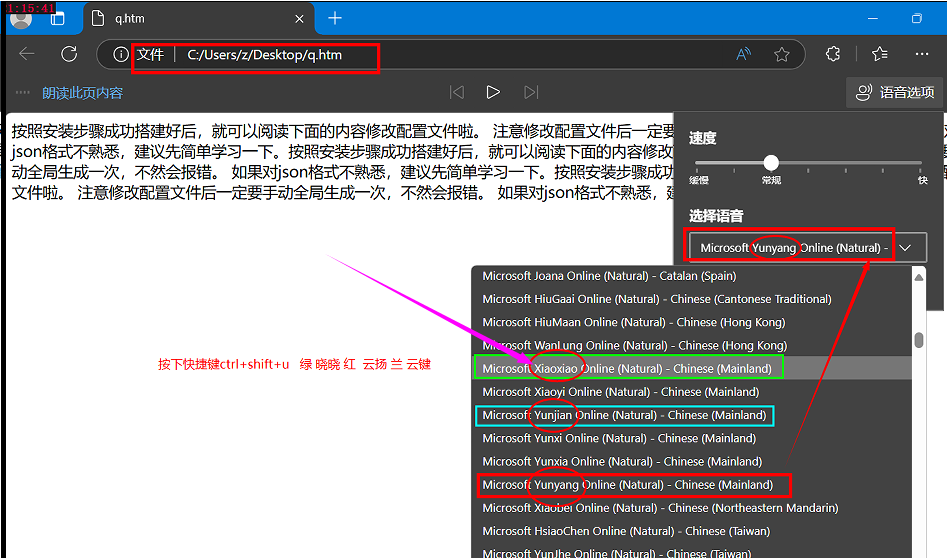 1:15:41
q.htm
文件 C:/Users/z/Desktop/q.htm
朗读此页内容
语音选项
按照安装步骤成功搭建好后，就可以阅读下面的内容修改配置文件啦。 注意修改配置文件后一定要
json格式不熟悉，建议先简单学习一下。按照安装步骤成功搭建好后，就可以阅读下面的内容修改
动全局生成一次，不然会报错。 如果对json格式不熟悉，建议先简单学习一下。按照安装步骤成功
文件啦。 注意修改配置文件后一定要手动全局生成一次，不然会报错。 如果对json格式不熟悉，
速度
缓慢 常规 快
选择语音
Microsoft Yunyang Online (Natural) -
Microsoft Joana Online (Natural) - Catalan (Spain)
Microsoft HiuGaai Online (Natural) - Chinese (Cantonese Traditional)
Microsoft HiuMaan Online (Natural) - Chinese (Hong Kong)
Microsoft WanLung Online (Natural) - Chinese (Hong Kong)
Microsoft Xiaoxiao Online (Natural) - Chinese (Mainland)
Microsoft Xiaoyi Online (Natural) - Chinese (Mainland)
Microsoft Yunjian Online (Natural) - Chinese (Mainland)
Microsoft Yunxi Online (Natural) - Chinese (Mainland)
Microsoft Yunxia Online (Natural) - Chinese (Mainland)
Microsoft Yunyang Online (Natural) - Chinese (Mainland)
Microsoft Xiaobei Online (Natural) - Chinese (Northeastern Mandarin)
Microsoft HsiaoChen Online (Natural) - Chinese (Taiwan)
Microsoft YunJhe Online (Natural) - Chinese (Taiwan)
按下快捷键ctrl+shift+u 绿 晓晓 红 云扬 兰 云键